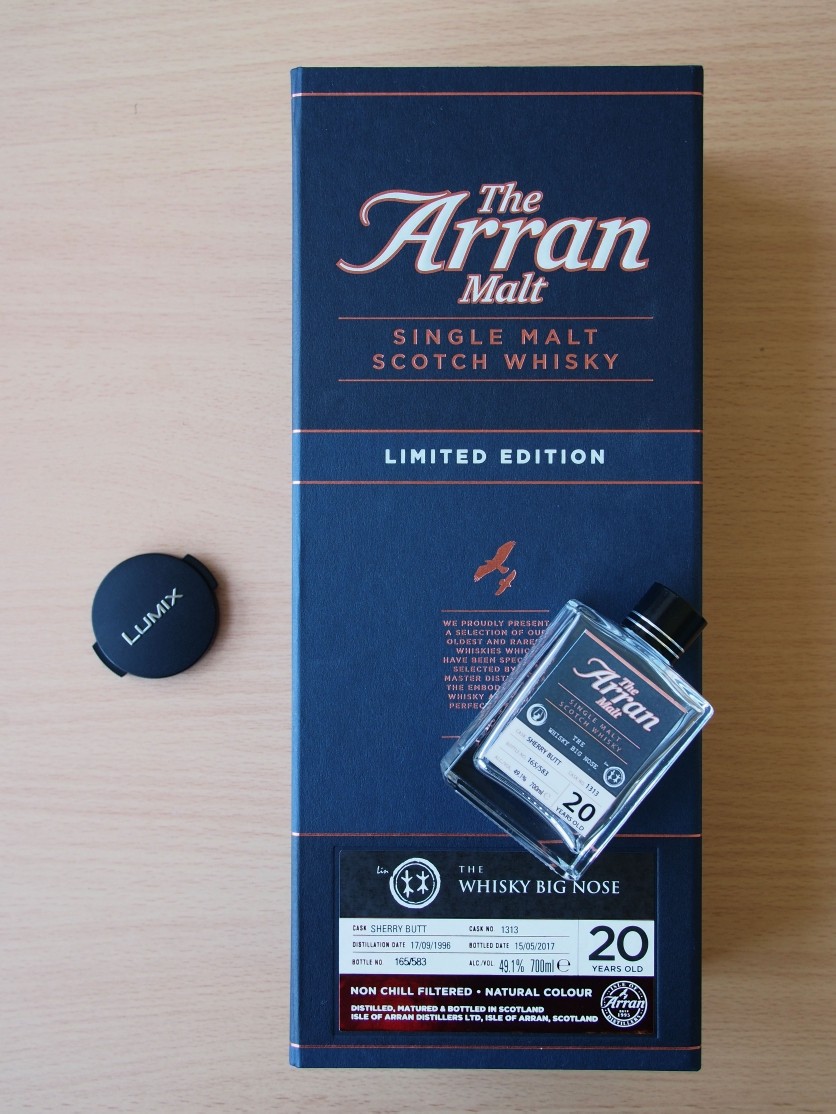 The
Arran
Malt
SINGLE MALT
SCOTCH WHISKY
LIMITED EDITION
WE PROUDLY PRESENT
A SELECTION OF OUR
OLDEST AND RAREST
WHISKIES WHICH
HAVE BEEN
SELECTED BY
MASTER
THE
WHISKY
LUMIX
The
Arran
Malt
SINGLE MALT
SCOTCH WHISKY
THE
WHISKY BIG NOSE
Lin
SHERRY BUTT
1313
165/583
49.1% 700ml
20
YEARS OLD
Lin
THE
WHISKY BIG NOSE
CASK SHERRY BUTT CASK NO 1313
DISTILLATION DATE 17/09/1996 BOTTLED DATE 15/05/2017
BOTTLE NO 165/583 ALC./VOL. 49.1% 700ml ℮
20
YEARS OLD
NON CHILL FILTERED • NATURAL COLOUR
DISTILLED, MATURED & BOTTLED IN SCOTLAND
ISLE OF ARRAN DISTILLERS LTD, ISLE OF ARRAN, SCOTLAND
ISLE OF
Arran
1995
DISTILLERS